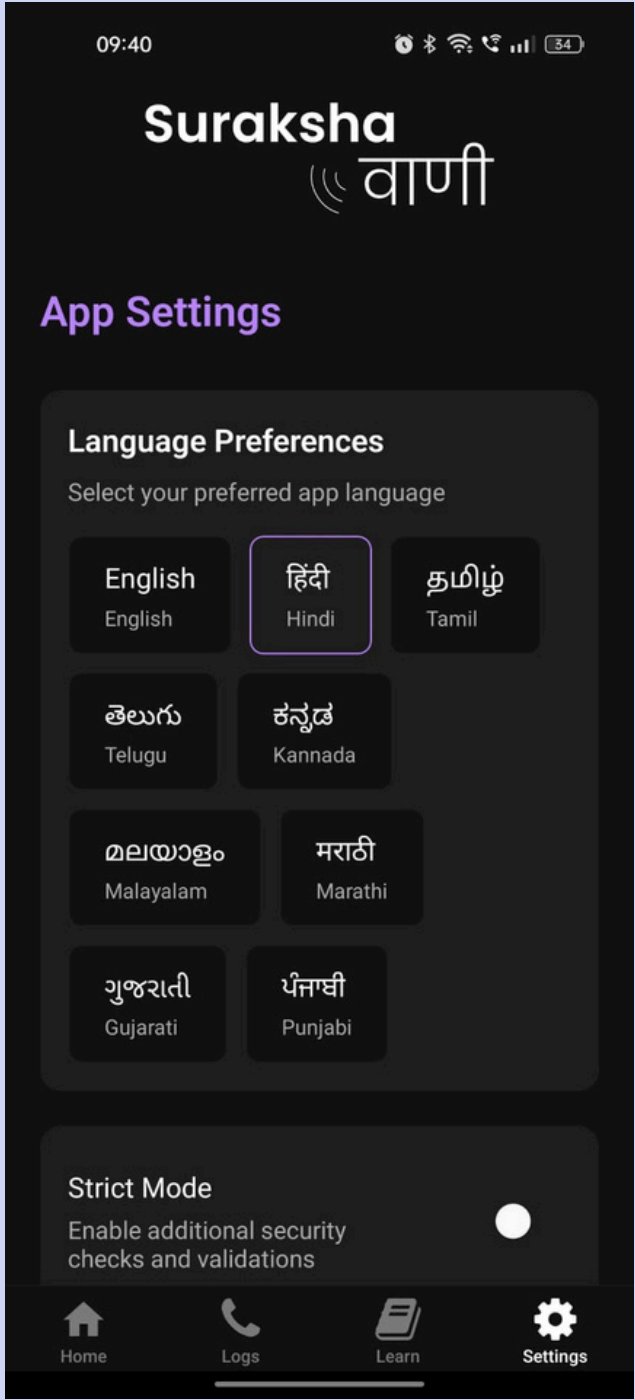 09:40
34
Suraksha
वाणी
App Settings
Language Preferences
Select your preferred app language
English
English
हिंदी
Hindi
தமிழ்
Tamil
తెలుగు
Telugu
ಕನ್ನಡ
Kannada
മലയാളം
Malayalam
मराठी
Marathi
ગુજરાતી
Gujarati
ਪੰਜਾਬੀ
Punjabi
Strict Mode
Enable additional security
checks and validations
Home
Logs
Learn
Settings